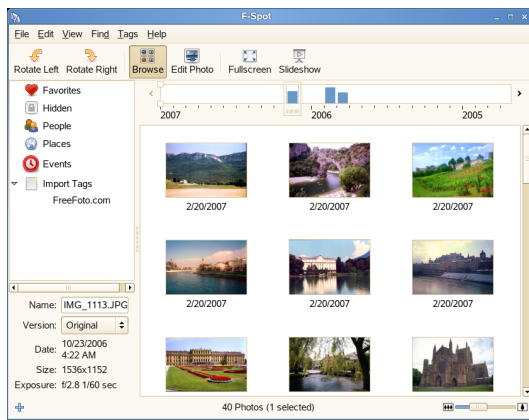 F-Spot
File Edit View Find Tags Help
Rotate Left Rotate Right Browse Edit Photo Fullscreen Slideshow
Favorites
Hidden
People
Places
Events
Import Tags
FreeFoto.com
2007 2006 2005
2/20/2007 2/20/2007 2/20/2007
2/20/2007 2/20/2007 2/20/2007
Name: IMG_1113.JPG
Version: Original
Date: 10/23/2006
4:22 AM
Size: 1536x1152
Exposure: f/2.8 1/60 sec
40 Photos (1 selected)